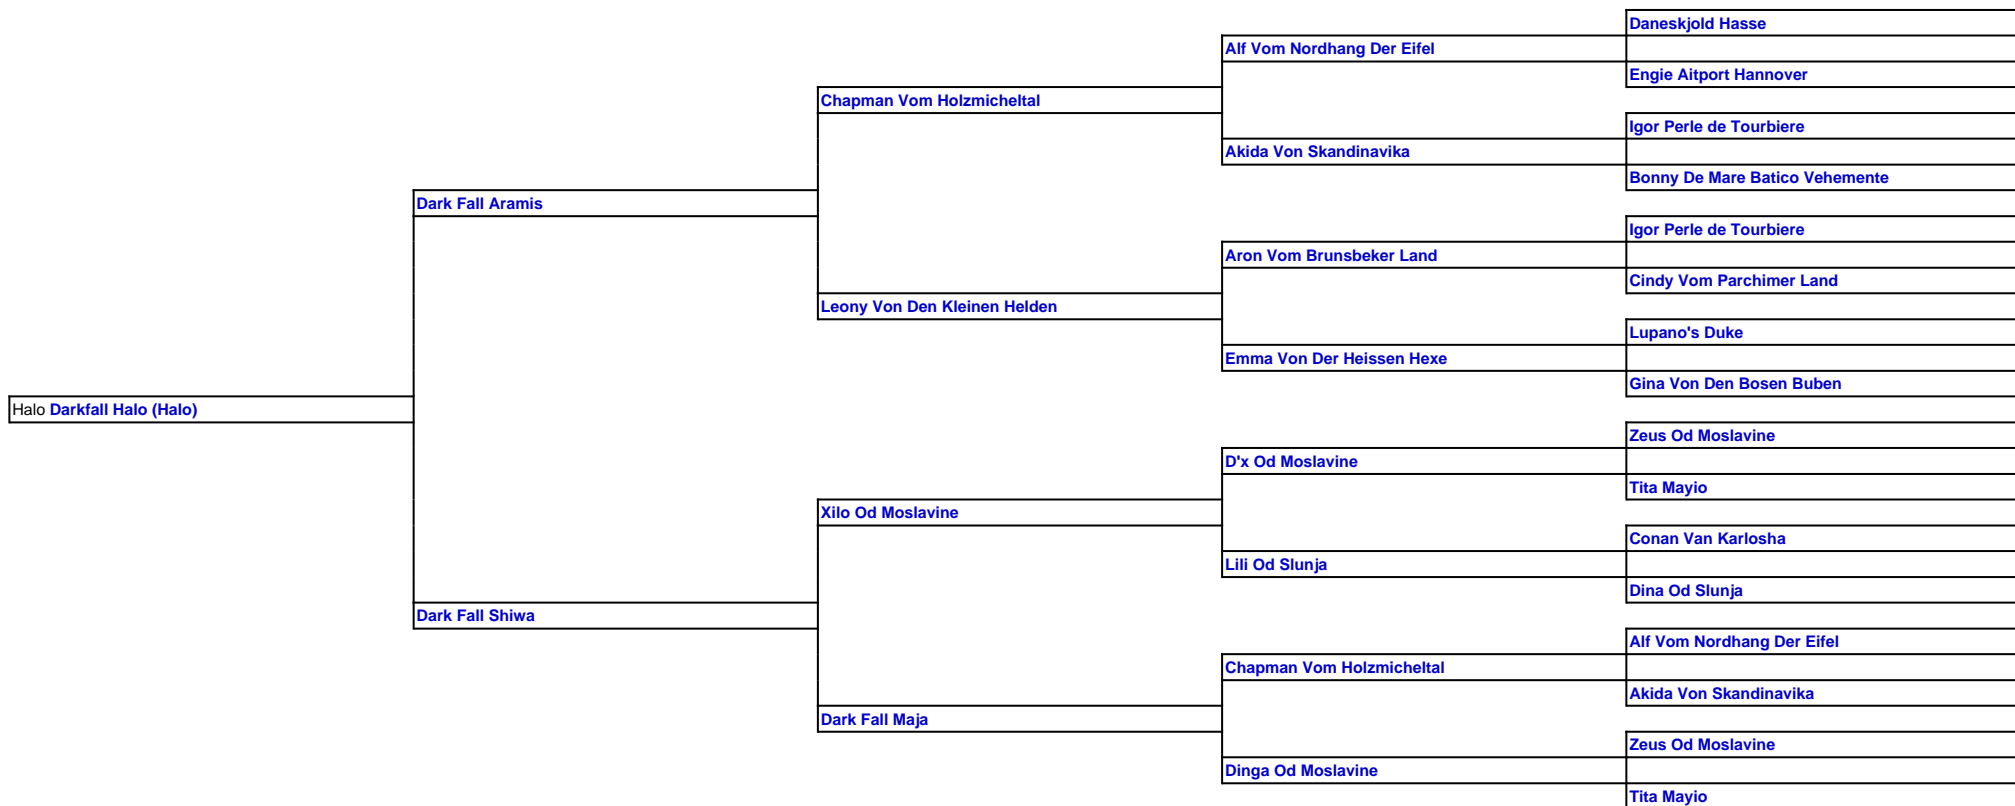 Daneskjold Hasse
Alf Vom Nordhang Der Eifel
Engie Aitport Hannover
Chapman Vom Holzmicheltal
Igor Perle de Tourbiere
Akida Von Skandinavika
Bonny De Mare Batico Vehemente
Dark Fall Aramis
Igor Perle de Tourbiere
Aron Vom Brunsbeker Land
Cindy Vom Parchimer Land
Leony Von Den Kleinen Helden
Lupano's Duke
Emma Von Der Heissen Hexe
Gina Von Den Bosen Buben
Halo Darkfall Halo (Halo)
Zeus Od Moslavine
D'x Od Moslavine
Tita Mayio
Xilo Od Moslavine
Conan Van Karlosha
Lili Od Slunja
Dina Od Slunja
Dark Fall Shiwa
Alf Vom Nordhang Der Eifel
Chapman Vom Holzmicheltal
Akida Von Skandinavika
Dark Fall Maja
Zeus Od Moslavine
Dinga Od Moslavine
Tita Mayio